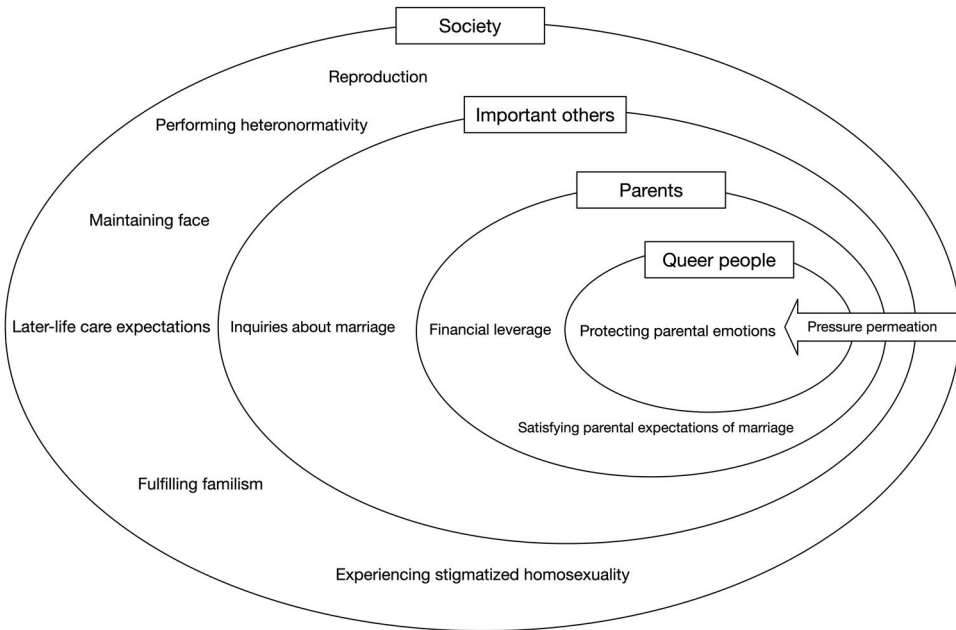 Society
Reproduction
Important others
Performing heteronormativity
Parents
Maintaining face
Queer people
Later-life care expectations
Inquiries about marriage
Financial leverage
Protecting parental emotions
Pressure permeation
Satisfying parental expectations of marriage
Fulfilling familism
Experiencing stigmatized homosexuality